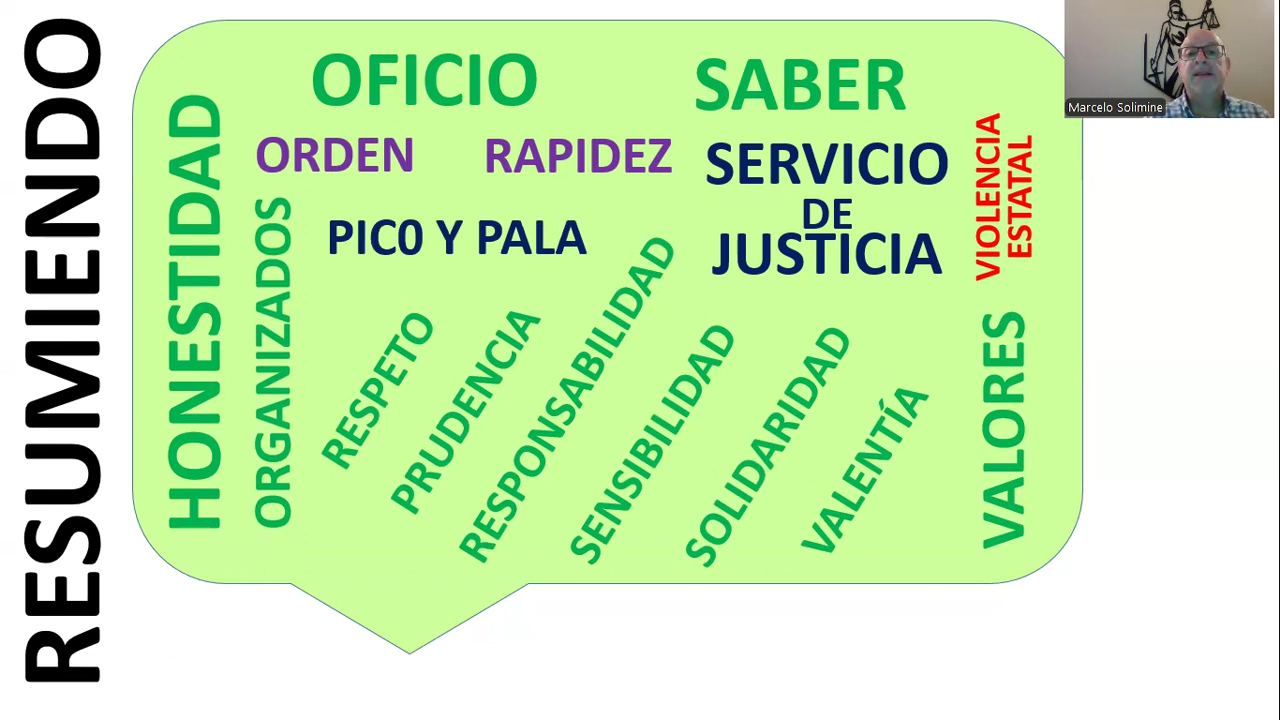 RESUMIENDO
OFICIO
SABER
HONESTIDAD
ORDEN
RAPIDEZ
SERVICIO
DE
JUSTICIA
VIOLENCIA
ESTATAL
ORGANIZADOS
PIC0 Y PALA
RESPETO
PRUDENCIA
RESPONSABILIDAD
SENSIBILIDAD
SOLIDARIDAD
VALENTÍA
VALORES
Marcelo Solimine